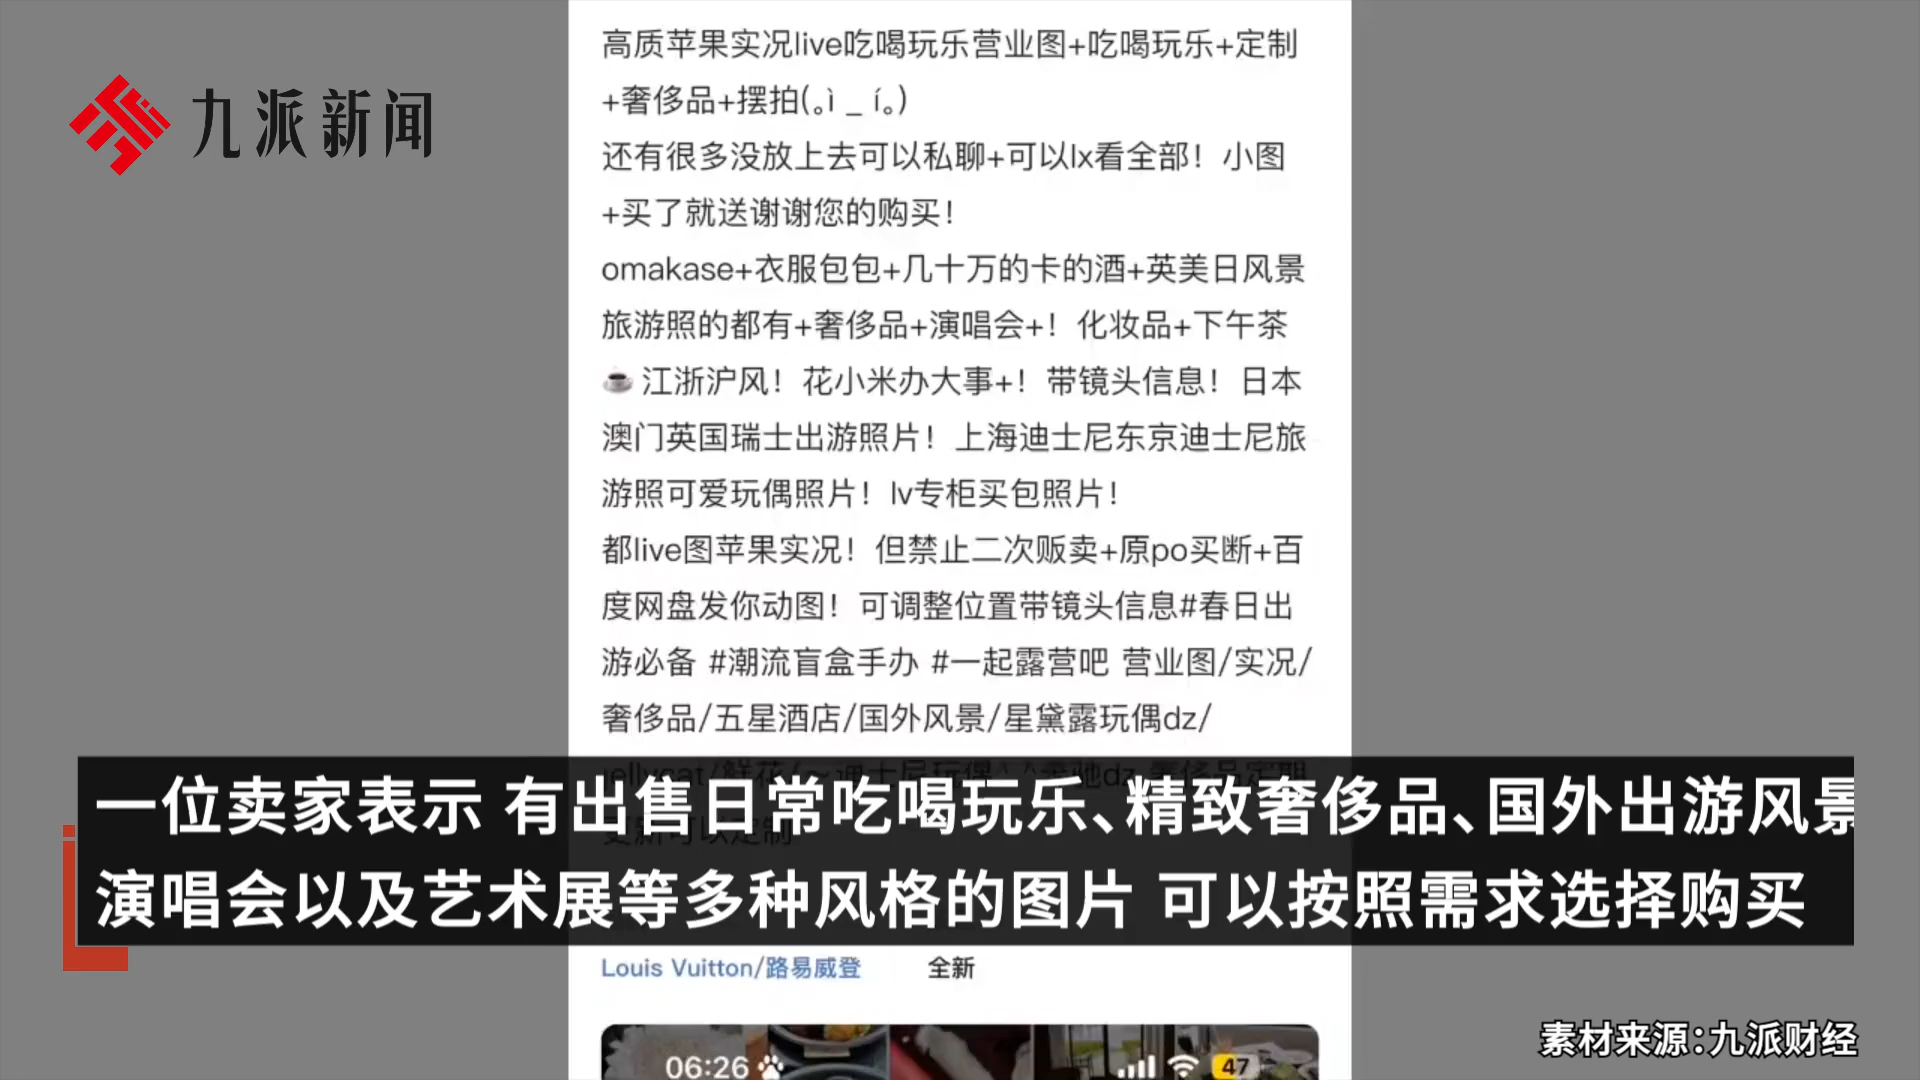 九派新闻
高质苹果实况live吃喝玩乐营业图+吃喝玩乐+定制
+奢侈品+摆拍(｡ì _ í｡)
还有很多没放上去可以私聊+可以lx看全部！小图
+买了就送谢谢您的购买！
omakase+衣服包包+几十万的卡的酒+英美日风景
旅游照的都有+奢侈品+演唱会+！化妆品+下午茶
☕江浙沪风！花小米办大事+！带镜头信息！日本
澳门英国瑞士出游照片！上海迪士尼东京迪士尼旅
游照可爱玩偶照片！lv专柜买包照片！
都live图苹果实况！但禁止二次贩卖+原po买断+百
度网盘发你动图！可调整位置带镜头信息#春日出
游必备 #潮流盲盒手办 #一起露营吧 营业图/实况/
奢侈品/五星酒店/国外风景/星黛露玩偶dz/
更新可以定制
一位卖家表示 有出售日常吃喝玩乐、精致奢侈品、国外出游风景
演唱会以及艺术展等多种风格的图片 可以按照需求选择购买
Louis Vuitton/路易威登 全新
06:26 47
素材来源：九派财经